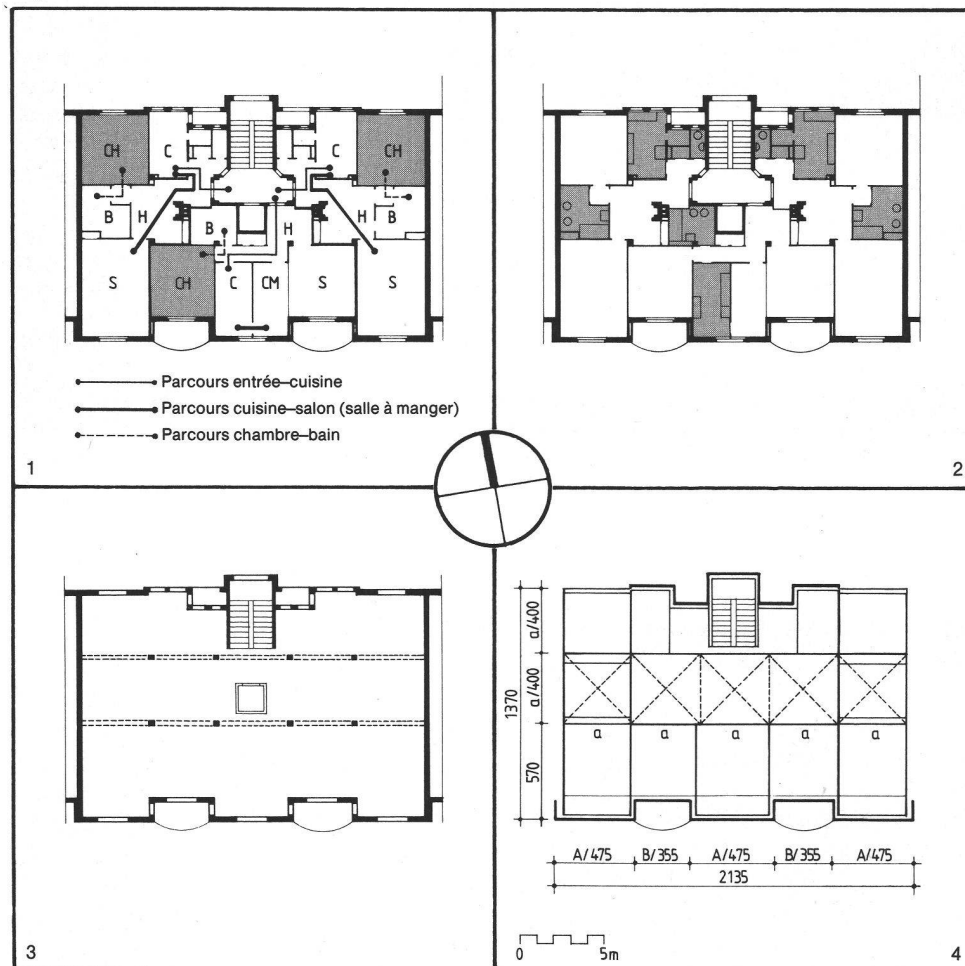 CH
C
C
CH
B
H
H
B
B
H
S
CH
C
CM
S
S
Parcours entrée–cuisine
Parcours cuisine–salon (salle à manger)
Parcours chambre–bain
1
2
3
a/400
a/400
570
1370
a
a
a
a
a
A/475
B/355
A/475
B/355
A/475
2135
0
5m
4